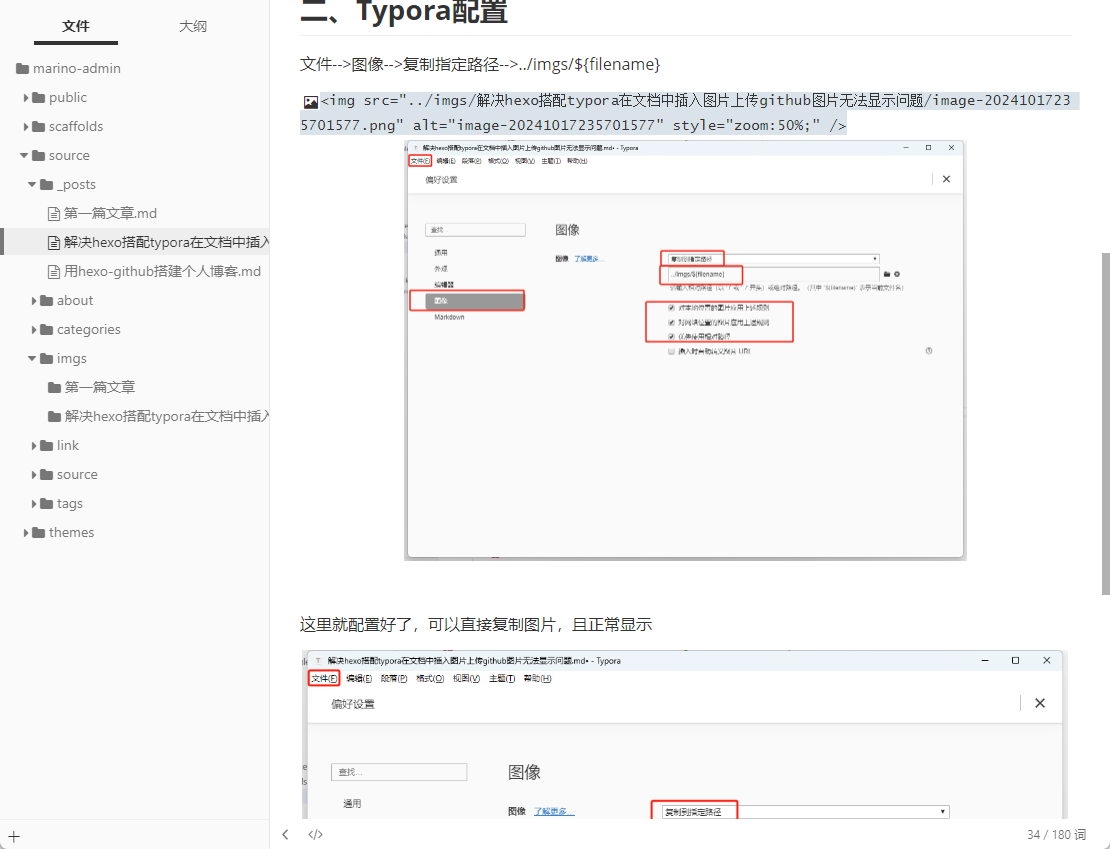 文件 大纲
marino-admin
public
scaffolds
source
_posts
第一篇文章.md
解决hexo搭配typora在文档中插入
用hexo-github搭建个人博客.md
about
categories
imgs
第一篇文章
解决hexo搭配typora在文档中插入
link
source
tags
themes
二、Typora配置
文件-->图像-->复制指定路径-->../imgs/${filename}
<img src="../imgs/解决hexo搭配typora在文档中插入图片上传github图片无法显示问题/image-2024101723
5701577.png" alt="image-20241017235701577" style="zoom:50%;" />
解决hexo搭配typora在文档中插入图片上传github图片无法显示问题.md• - Typora
文件(F) 编辑(E) 段落(P) 格式(O) 视图(V) 主题(T) 帮助(H)
偏好设置
查找...
图像
通用
外观
编辑器
图像
Markdown
图像 了解更多...
复制到指定路径
../imgs/${filename}
对本地位置的图片应用上述规则
对网络位置的图片应用上述规则
优先使用相对路径
插入时自动转义图片 URL
这里就配置好了，可以直接复制图片，且正常显示
解决hexo搭配typora在文档中插入图片上传github图片无法显示问题.md• - Typora
文件(F) 编辑(E) 段落(P) 格式(O) 视图(V) 主题(T) 帮助(H)
偏好设置
查找...
图像
通用
图像 了解更多...
复制到指定路径
34 / 180 词